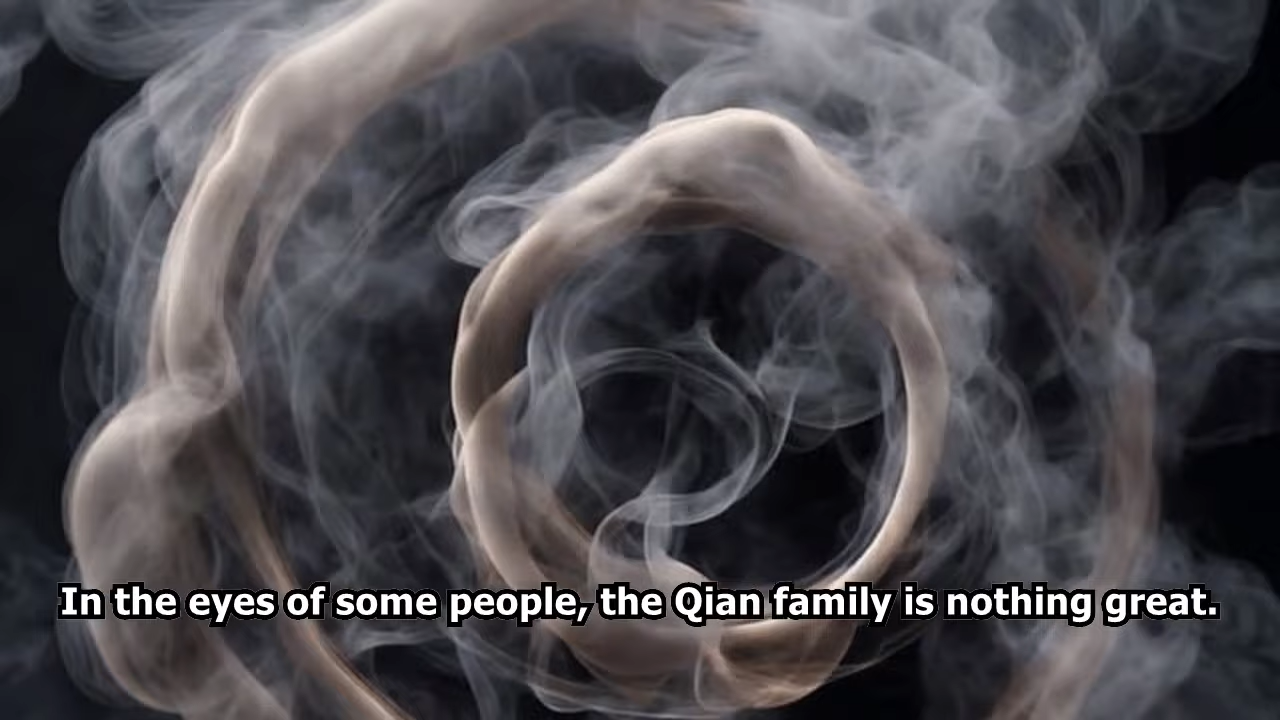 In the eyes of some people, the Qian family is nothing great.